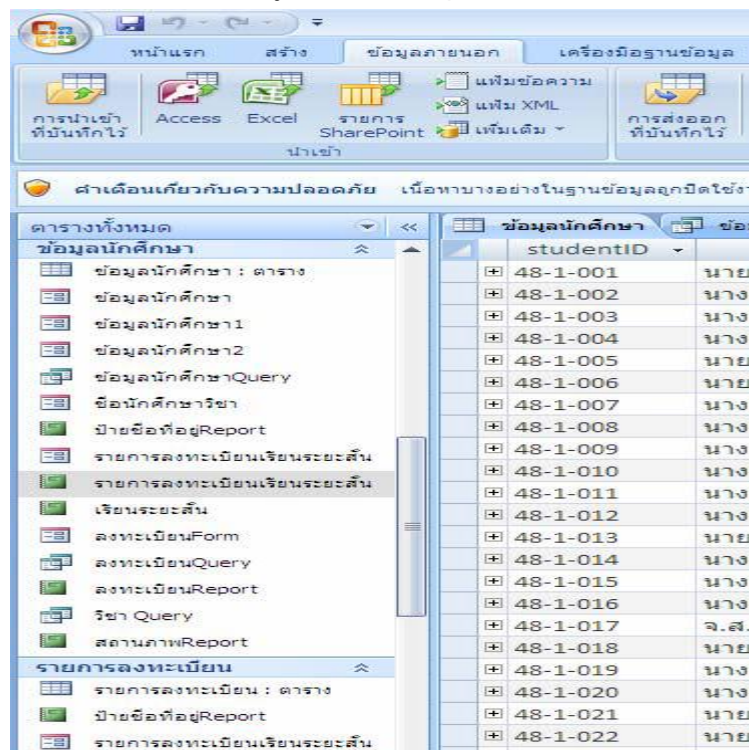 หน้าแรก สร้าง ข้อมูลภายนอก เครื่องมือฐานข้อมูล
การนำเข้า
ที่บันทึกไว้
Access
Excel
รายการ
SharePoint
แฟ้มข้อความ
แฟ้ม XML
เพิ่มเติม
การส่งออก
ที่บันทึกไว้
นำเข้า
คำเตือนเกี่ยวกับความปลอดภัย เนื้อหาบางอย่างในฐานข้อมูลถูกปิดใช้งา
ตารางทั้งหมด
ข้อมูลนักศึกษา
ข้อมูลนักศึกษา : ตาราง
ข้อมูลนักศึกษา
ข้อมูลนักศึกษา1
ข้อมูลนักศึกษา2
ข้อมูลนักศึกษาQuery
ชื่อนักศึกษาวิชา
ป้ายชื่อที่อยู่Report
รายการลงทะเบียนเรียนระยะสั้น
รายการลงทะเบียนเรียนระยะสั้น
เรียนระยะสั้น
ลงทะเบียนForm
ลงทะเบียนQuery
ลงทะเบียนReport
วิชา Query
สถานภาพReport
รายการลงทะเบียน
รายการลงทะเบียน : ตาราง
ป้ายชื่อที่อยู่Report
รายการลงทะเบียนเรียนระยะสั้น
ข้อมูลนักศึกษา ข้อ
studentID
48-1-001 นาย
48-1-002 นาง
48-1-003 นาง
48-1-004 นาง
48-1-005 นาย
48-1-006 นาย
48-1-007 นาง
48-1-008 นาง
48-1-009 นาง
48-1-010 นาง
48-1-011 นาง
48-1-012 นาง
48-1-013 นาย
48-1-014 นาง
48-1-015 นาง
48-1-016 นาง
48-1-017 จ.ส.
48-1-018 นาย
48-1-019 นาง
48-1-020 นาง
48-1-021 นาย
48-1-022 นาย